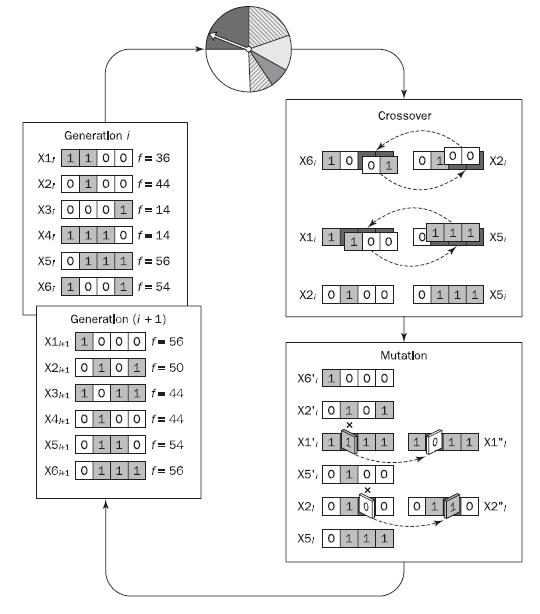 Generation i
X1i 1 1 0 0 f = 36
X2i 0 1 0 0 f = 44
X3i 0 0 0 1 f = 14
X4i 1 1 1 0 f = 14
X5i 0 1 1 1 f = 56
X6i 1 0 0 1 f = 54
Generation (i + 1)
X1i+1 1 0 0 0 f = 56
X2i+1 0 1 0 1 f = 50
X3i+1 1 0 1 1 f = 44
X4i+1 0 1 0 0 f = 44
X5i+1 0 1 1 0 f = 54
X6i+1 0 1 1 1 f = 56
Crossover
X6i 1 0 0 1 0 1 0 0 X2i
X1i 1 1 0 0 0 1 1 1 X5i
X2i 0 1 0 0 0 1 1 1 X5i
Mutation
X6'i 1 0 0 0
X2'i 0 1 0 1
×
X1'i 1 1 1 1 1 0 1 1 X1"i
X5'i 0 1 0 0
×
X2i 0 1 0 0 0 1 1 0 X2"i
X5i 0 1 1 1